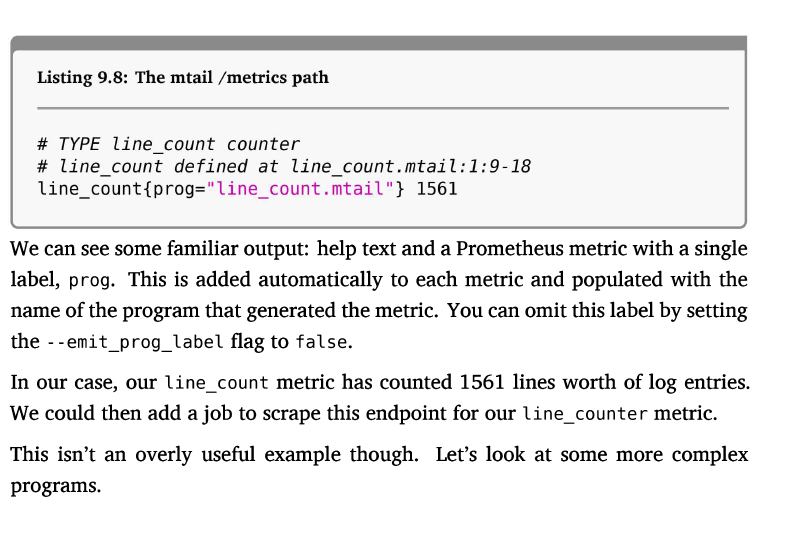 Listing 9.8: The mtail /metrics path
# TYPE line_count counter
# line_count defined at line_count.mtail:1:9-18
line_count{prog="line_count.mtail"} 1561
We can see some familiar output: help text and a Prometheus metric with a single
label, prog. This is added automatically to each metric and populated with the
name of the program that generated the metric. You can omit this label by setting
the --emit_prog_label flag to false.
In our case, our line_count metric has counted 1561 lines worth of log entries.
We could then add a job to scrape this endpoint for our line_counter metric.
This isn’t an overly useful example though. Let’s look at some more complex
programs.